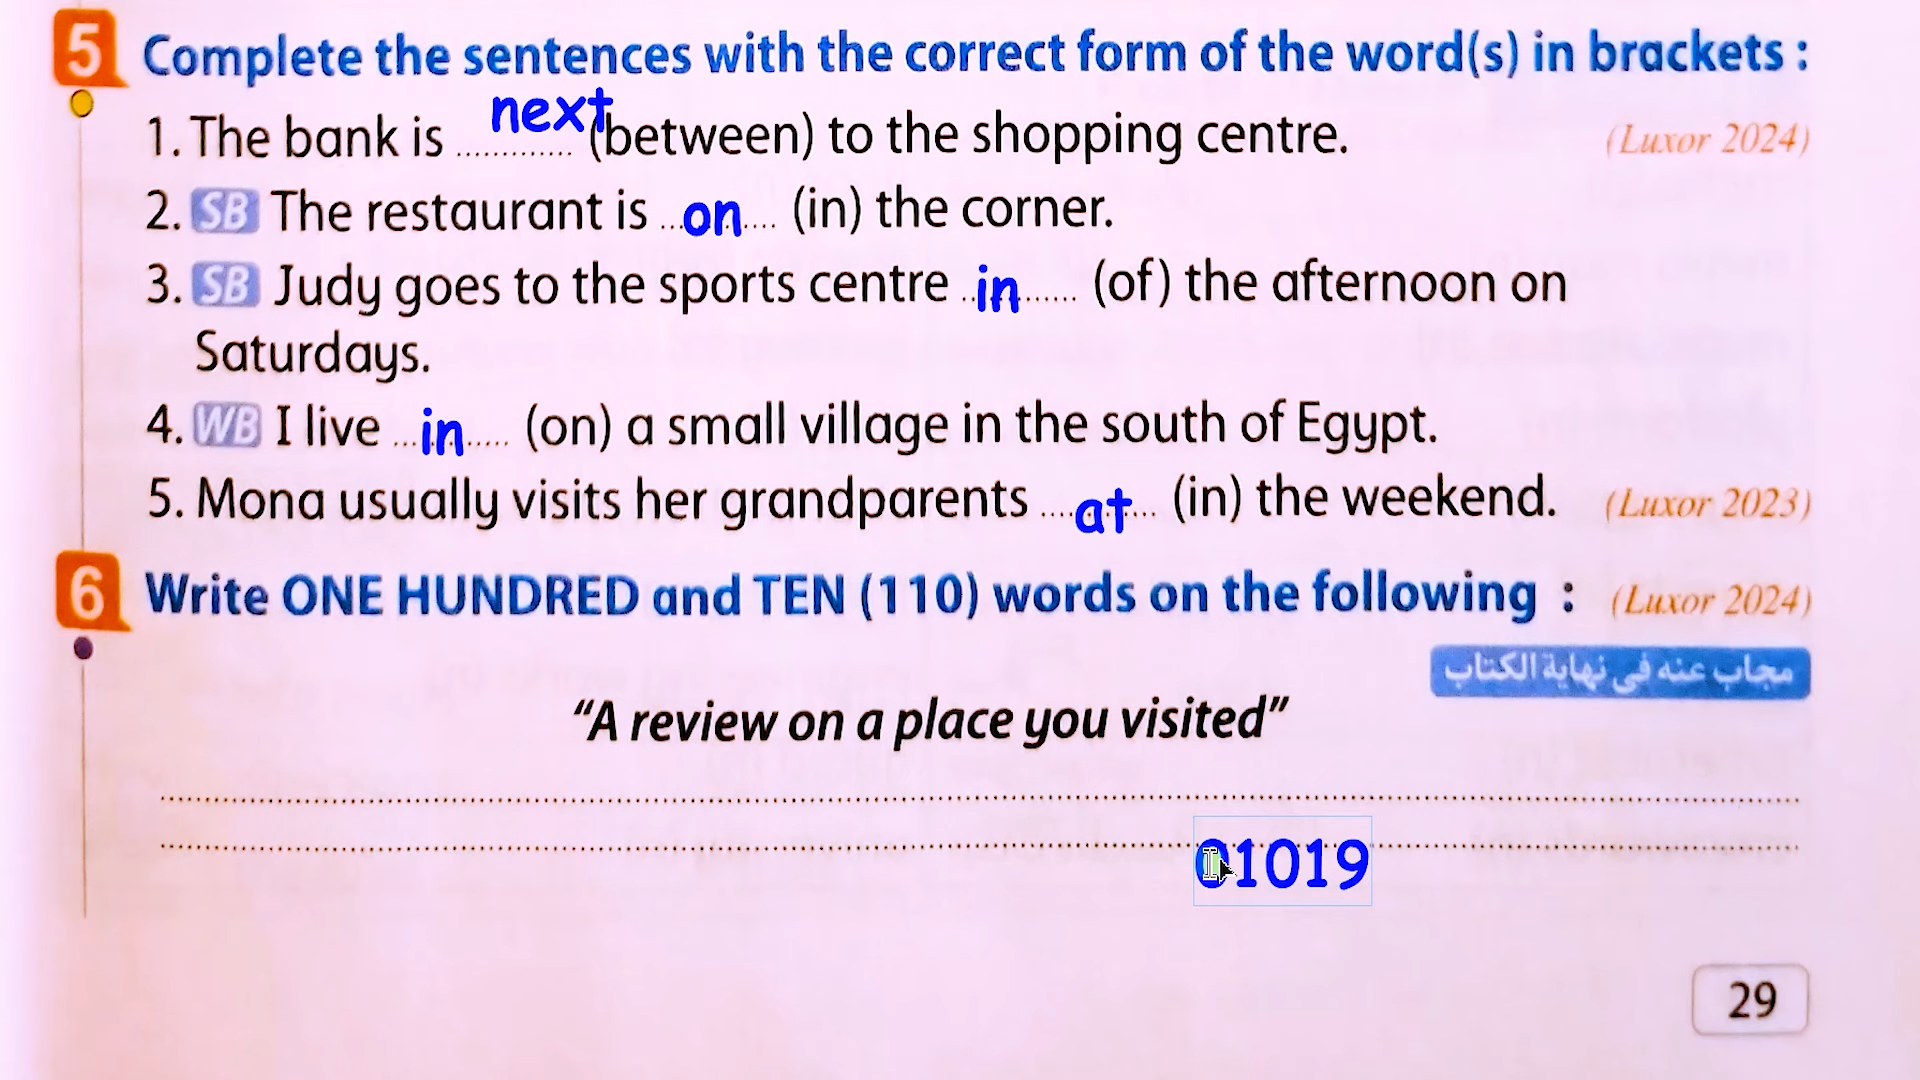 5 Complete the sentences with the correct form of the word(s) in brackets :
1. The bank is ............. next (between) to the shopping centre. (Luxor 2024)
2. SB The restaurant is ...on.... (in) the corner.
3. SB Judy goes to the sports centre ..in...... (of) the afternoon on
Saturdays.
4. WB I live ...in..... (on) a small village in the south of Egypt.
5. Mona usually visits her grandparents ....at... (in) the weekend. (Luxor 2023)
6 Write ONE HUNDRED and TEN (110) words on the following : (Luxor 2024)
مجاب عنه فى نهاية الكتاب
“A review on a place you visited”
01019
29